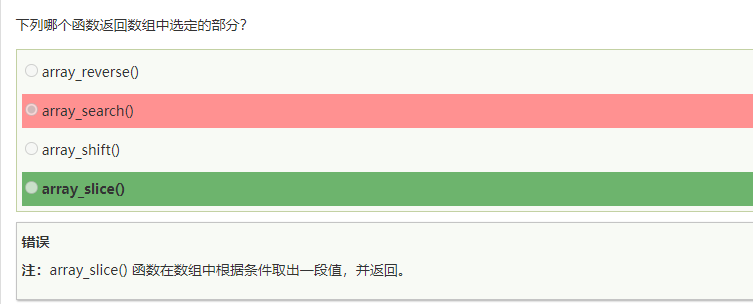 下列哪个函数返回数组中选定的部分？
array_reverse()
array_search()
array_shift()
array_slice()
错误
注：array_slice() 函数在数组中根据条件取出一段值，并返回。